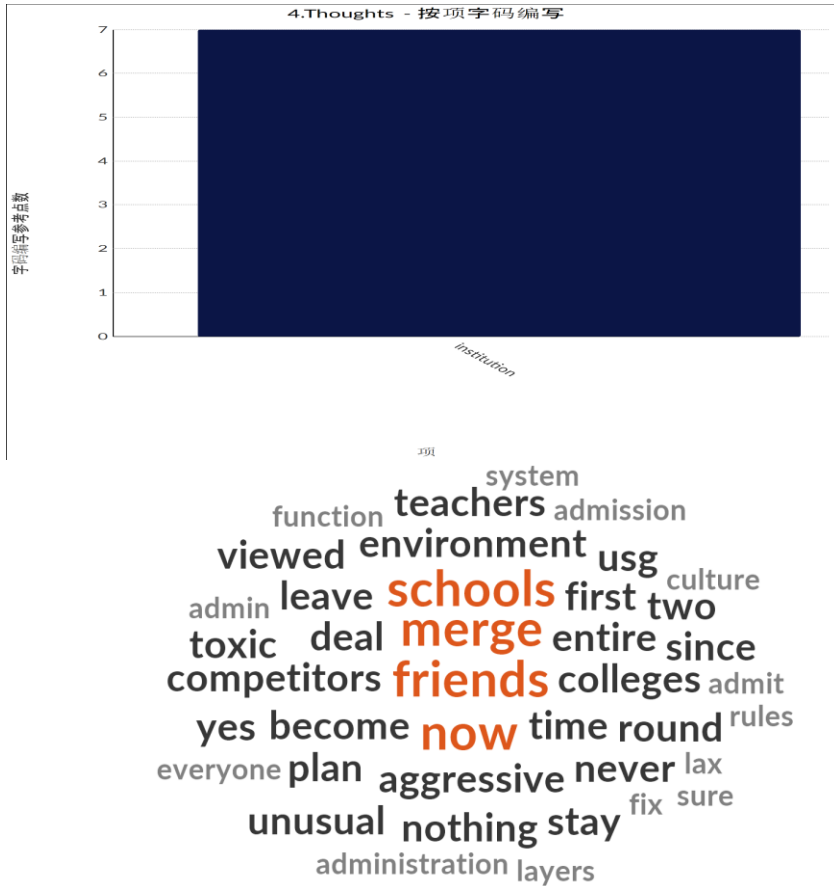 4.Thoughts - 按项字码编写
7
6
5
4
3
2
1
0
字码编写参考点数
institution
项
system
function teachers admission
viewed environment usg
admin leave schools first two culture
toxic deal merge entire since
competitors friends colleges admit
yes become now time round rules
everyone plan aggressive never lax
unusual nothing stay fix sure
administration layers